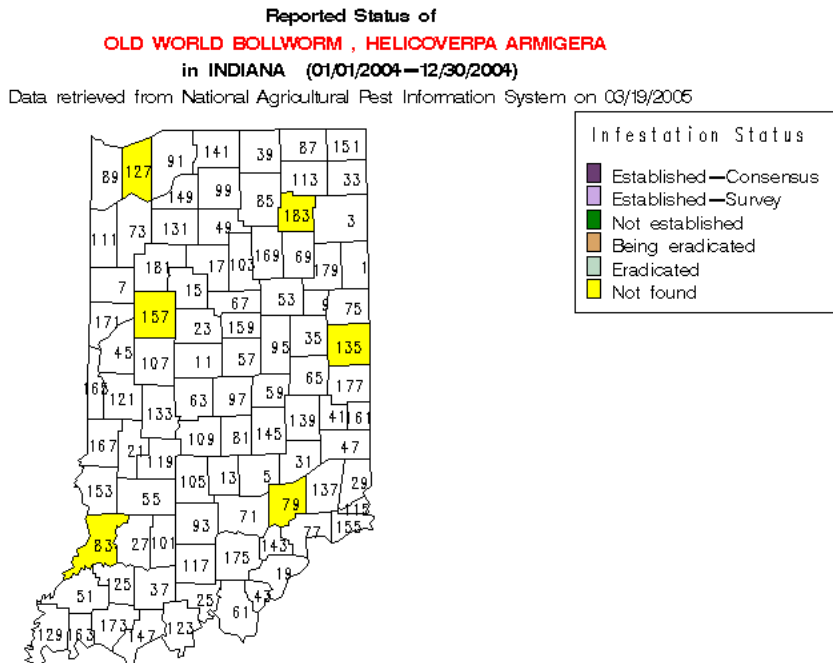 Reported Status of
OLD WORLD BOLLWORM , HELICOVERPA ARMIGERA
in INDIANA (01/01/2004—12/30/2004)
Data retrieved from National Agricultural Pest Information System on 03/19/2005
Infestation Status
Established—Consensus
Established—Survey
Not established
Being eradicated
Eradicated
Not found
89 127 91 141 39 87 151
149 99 85 113 33
111 73 131 49 183 3
181 17 103 169 69 179 1
7 15 67 53 9 75
171 157 23 159 95 35 135
45 107 11 57 65 177
165 121 133 63 97 59 139 41 161
167 21 119 109 81 145 31 47
153 55 105 13 5 79 137 29 115
83 27 101 93 71 143 77 155
51 125 37 117 175 19
129 163 173 147 123 25 61 43